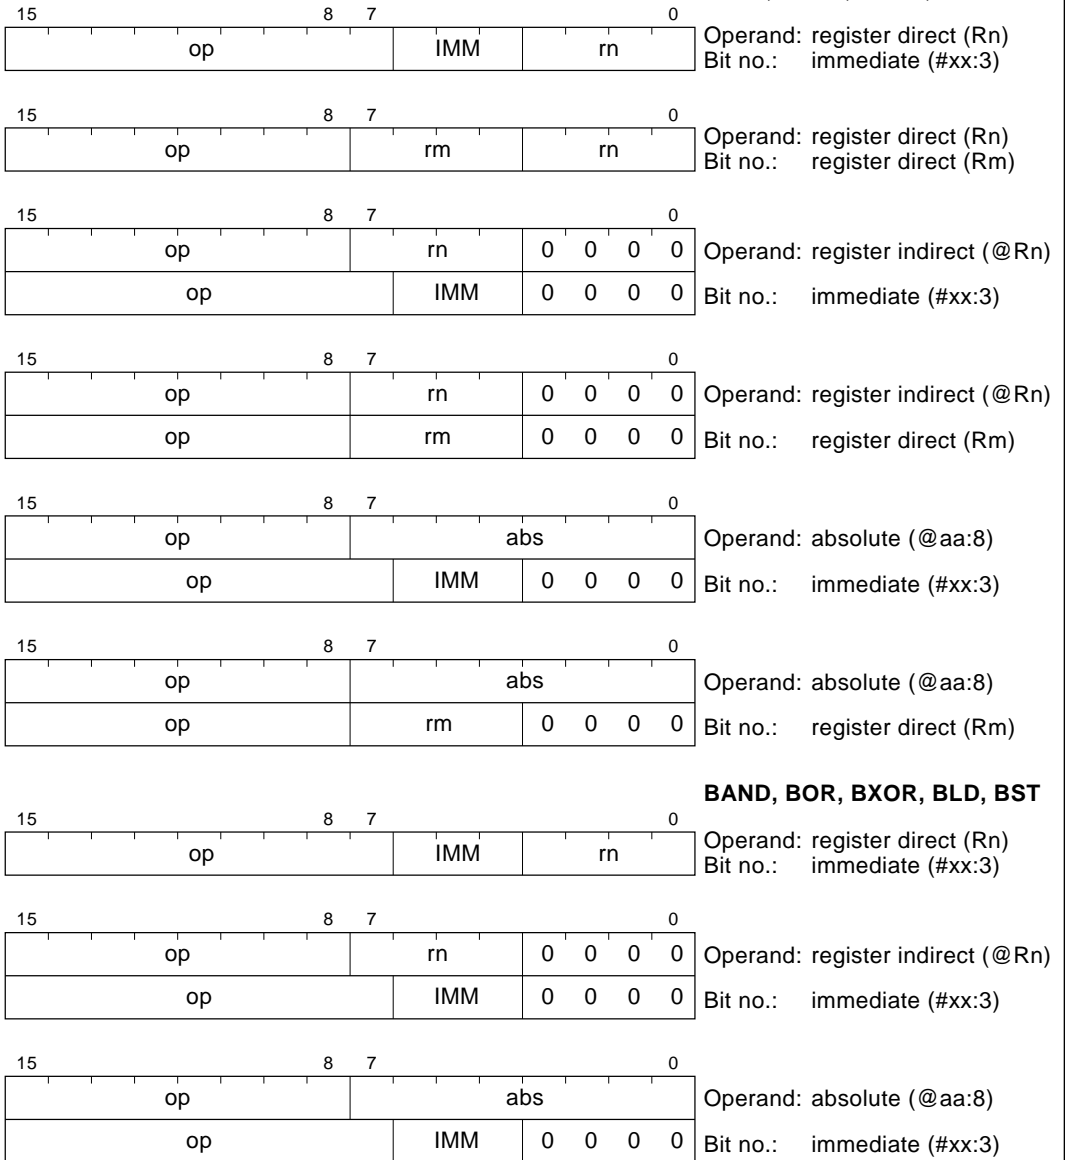 15 8 7 0
op IMM rn
Operand: register direct (Rn)
Bit no.: immediate (#xx:3)
15 8 7 0
op rm rn
Operand: register direct (Rn)
Bit no.: register direct (Rm)
15 8 7 0
op rn 0 0 0 0 Operand: register indirect (@Rn)
op IMM 0 0 0 0 Bit no.: immediate (#xx:3)
15 8 7 0
op rn 0 0 0 0 Operand: register indirect (@Rn)
op rm 0 0 0 0 Bit no.: register direct (Rm)
15 8 7 0
op abs Operand: absolute (@aa:8)
op IMM 0 0 0 0 Bit no.: immediate (#xx:3)
15 8 7 0
op abs Operand: absolute (@aa:8)
op rm 0 0 0 0 Bit no.: register direct (Rm)
BAND, BOR, BXOR, BLD, BST
15 8 7 0
op IMM rn
Operand: register direct (Rn)
Bit no.: immediate (#xx:3)
15 8 7 0
op rn 0 0 0 0 Operand: register indirect (@Rn)
op IMM 0 0 0 0 Bit no.: immediate (#xx:3)
15 8 7 0
op abs Operand: absolute (@aa:8)
op IMM 0 0 0 0 Bit no.: immediate (#xx:3)